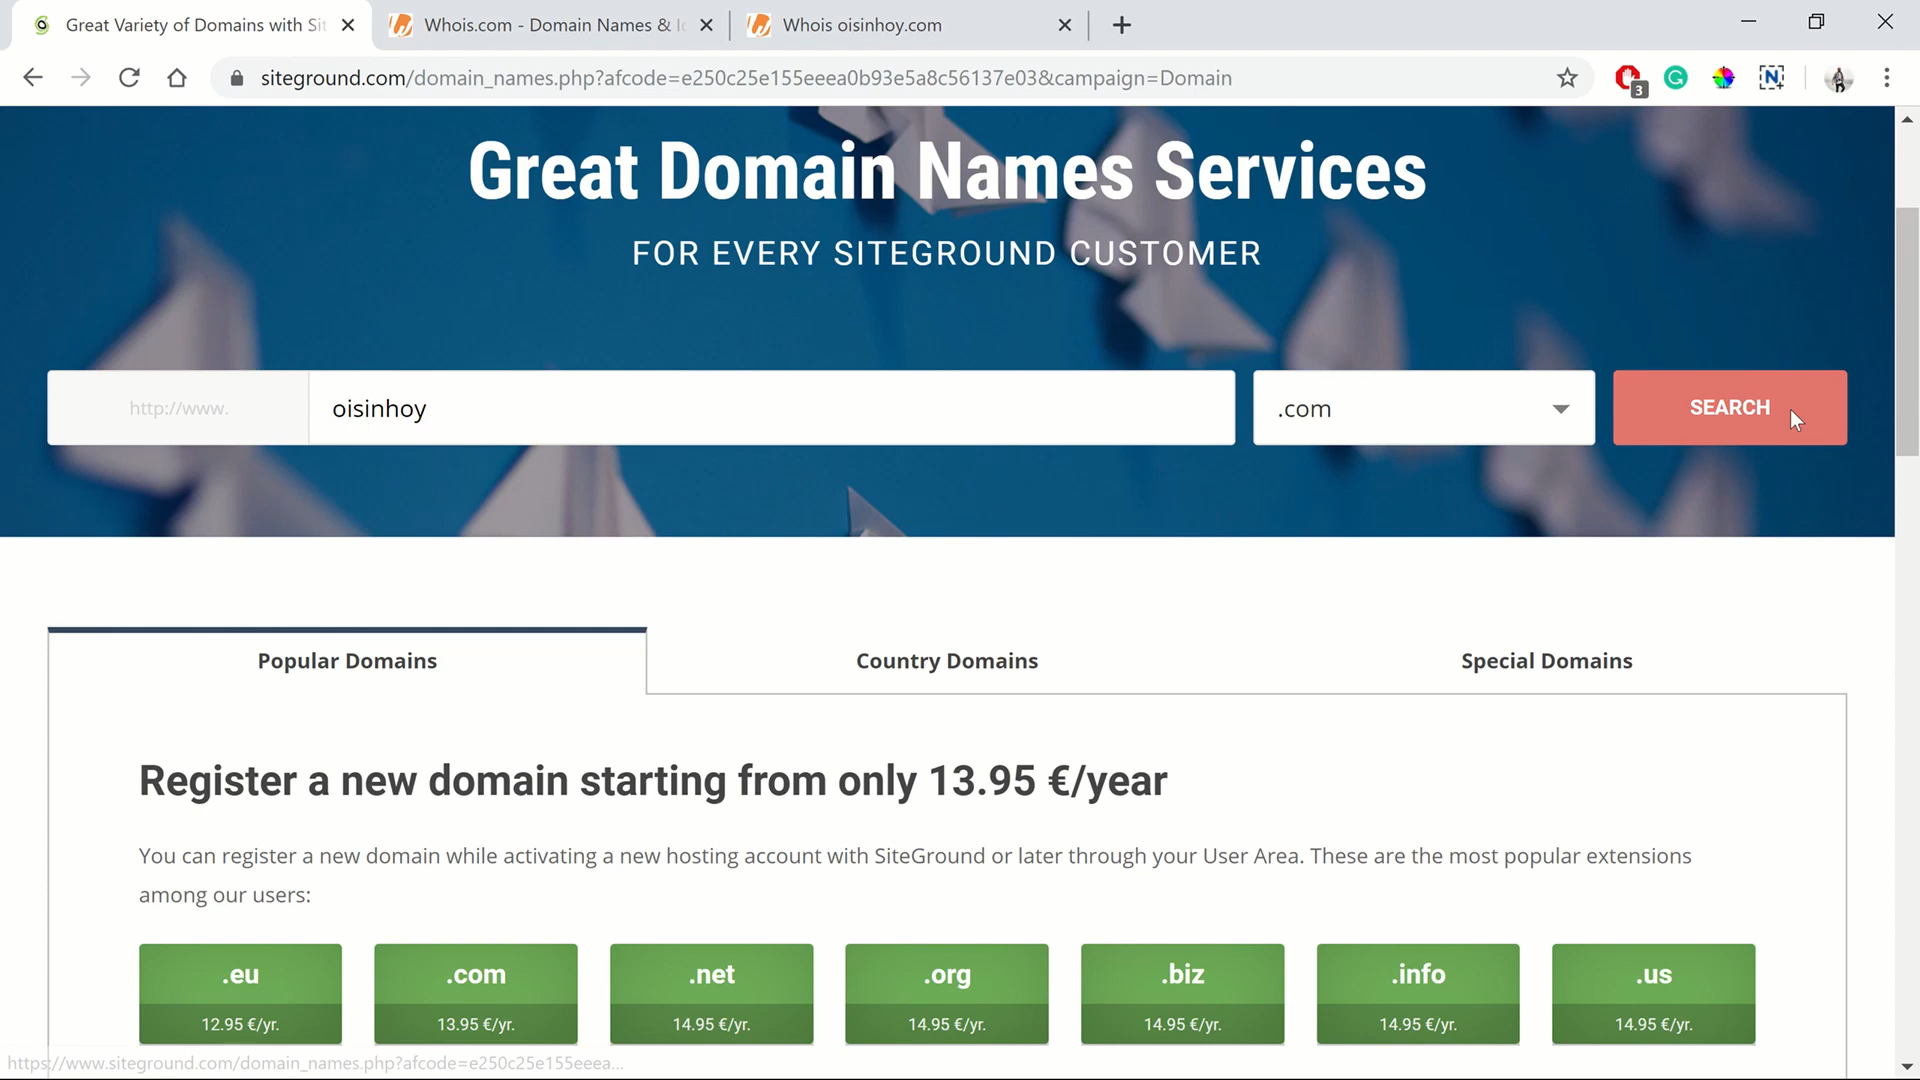 Great Variety of Domains with Sit
Whois.com - Domain Names & Id
Whois oisinhoy.com
siteground.com/domain_names.php?afcode=e250c25e155eeea0b93e5a8c56137e03&campaign=Domain
3
Great Domain Names Services
FOR EVERY SITEGROUND CUSTOMER
http://www.
oisinhoy
.com
SEARCH
Popular Domains
Country Domains
Special Domains
Register a new domain starting from only 13.95 €/year
You can register a new domain while activating a new hosting account with SiteGround or later through your User Area. These are the most popular extensions
among our users:
.eu
.com
.net
.org
.biz
.info
.us
12.95 €/yr.
13.95 €/yr.
14.95 €/yr.
14.95 €/yr.
14.95 €/yr.
14.95 €/yr.
14.95 €/yr.
https://www.siteground.com/domain_names.php?afcode=e250c25e155eeea...